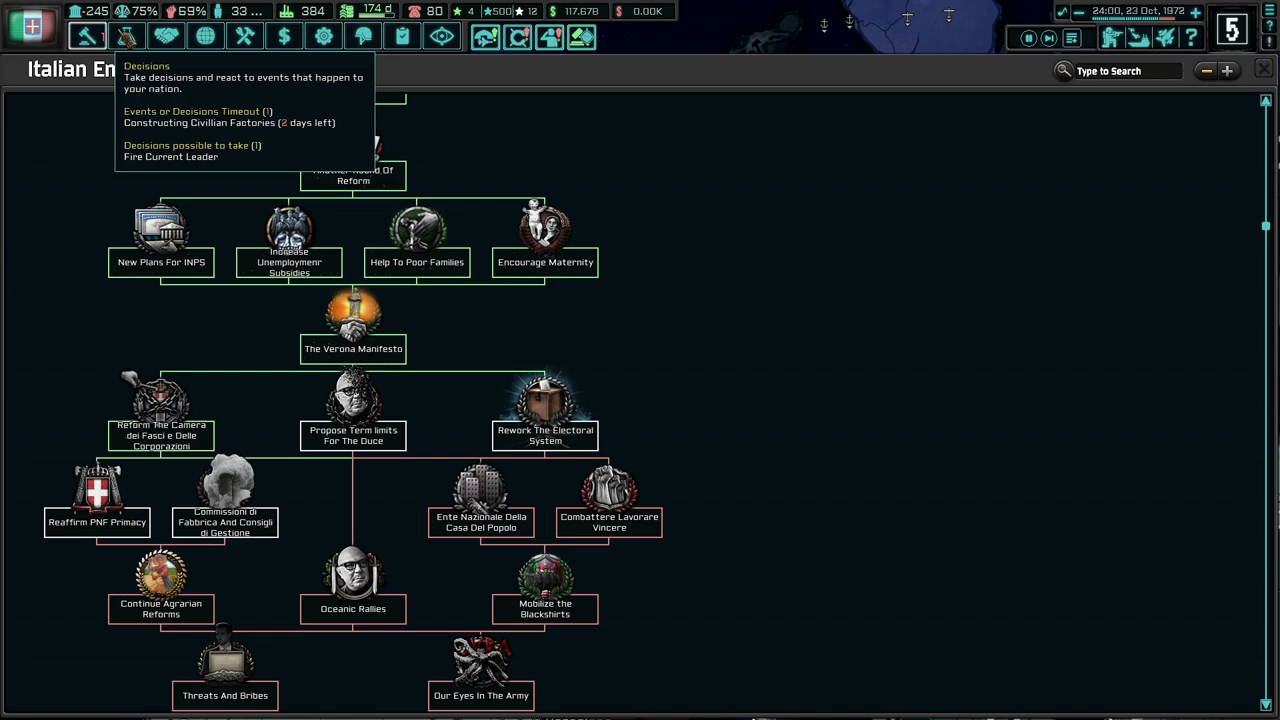 -245 75% 69% 33 ... 384 174 d 80 4 500 12 117.678 0.00K
24:00, 23 Oct, 1972
5
1
Italian En
Type to Search
Decisions
Take decisions and react to events that happen to
your nation.
Events or Decisions Timeout (1)
Constructing Civillian Factories (2 days left)
Decisions possible to take (1)
Fire Current Leader
Another Round Of
Reform
New Plans For INPS
Increase
Unemploymenr
Subsidies
Help To Poor Families
Encourage Maternity
The Verona Manifesto
Reform The Camera
dei Fasci e Delle
Corporazioni
Propose Term limits
For The Duce
Rework The Electoral
System
Reaffirm PNF Primacy
Commissioni di
Fabbrica And Consigli
di Gestione
Ente Nazionale Della
Casa Del Popolo
Combattere Lavorare
Vincere
Continue Agrarian
Reforms
Oceanic Rallies
Mobilize the
Blackshirts
Threats And Bribes
Our Eyes In The Army